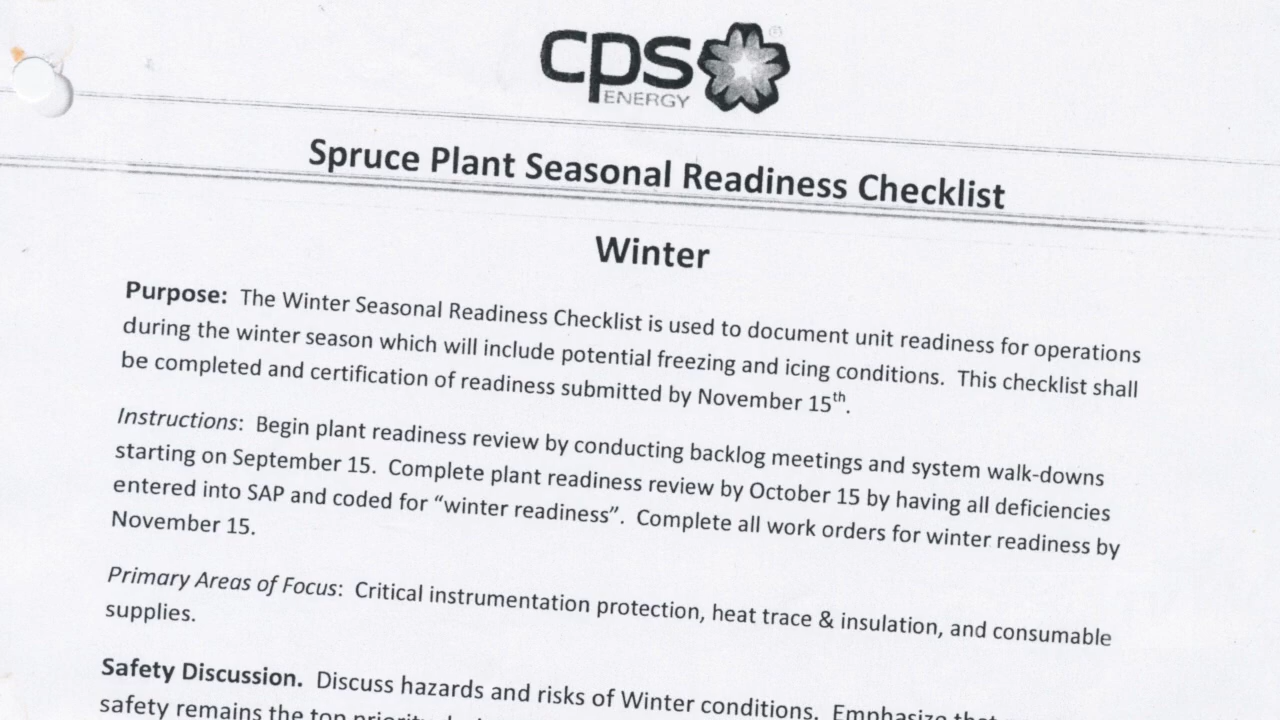 cps
ENERGY
Spruce Plant Seasonal Readiness Checklist
Winter
Purpose: The Winter Seasonal Readiness Checklist is used to document unit readiness for operations
during the winter season which will include potential freezing and icing conditions. This checklist shall
be completed and certification of readiness submitted by November 15th.
Instructions: Begin plant readiness review by conducting backlog meetings and system walk-downs
starting on September 15. Complete plant readiness review by October 15 by having all deficiencies
entered into SAP and coded for “winter readiness”. Complete all work orders for winter readiness by
November 15.
Primary Areas of Focus: Critical instrumentation protection, heat trace & insulation, and consumable
supplies.
Safety Discussion. Discuss hazards and risks of Winter conditions. Emphasize that
safety remains the top priority